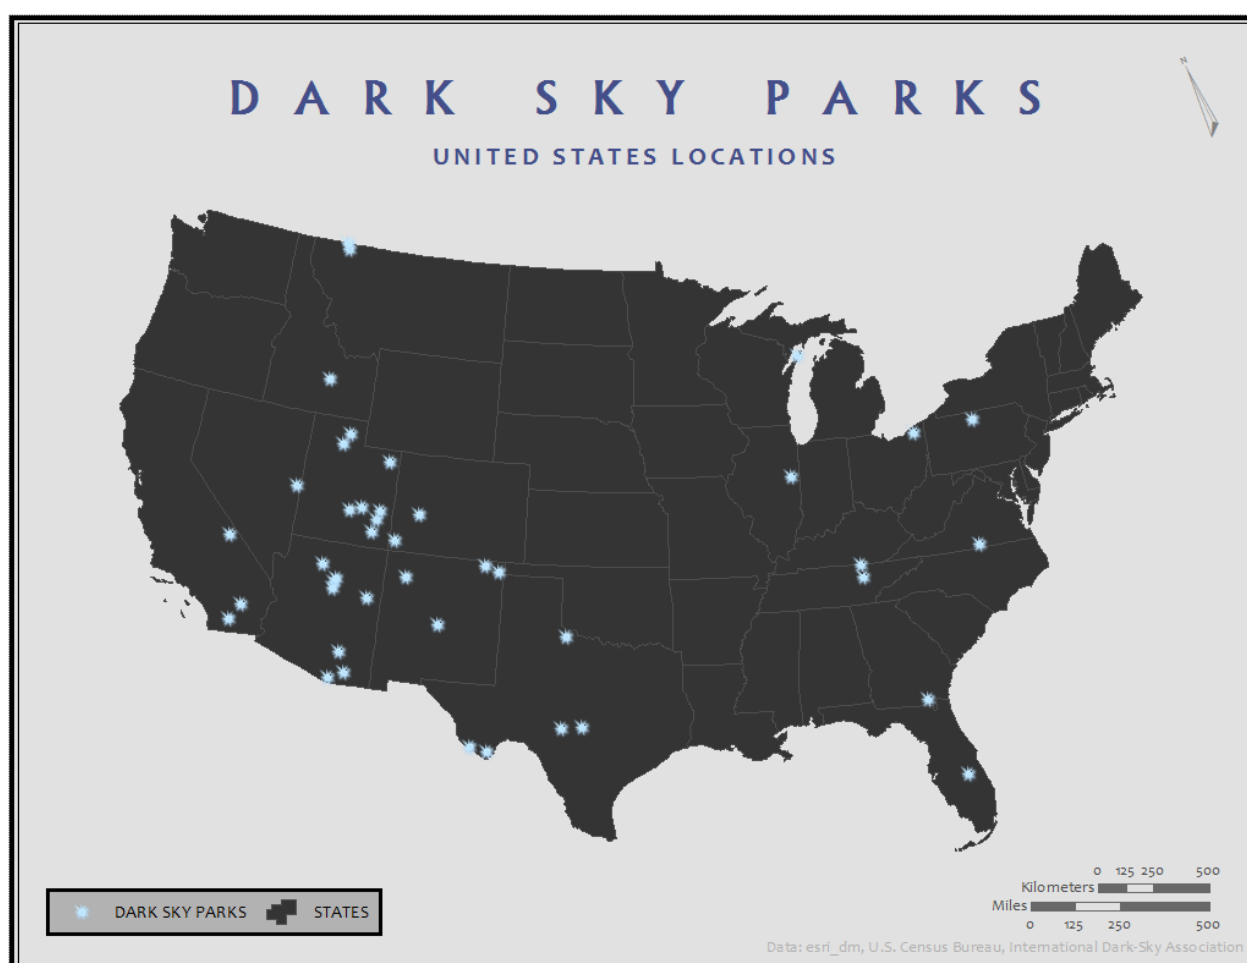 N
DARK SKY PARKS
UNITED STATES LOCATIONS
DARK SKY PARKS STATES
0 125 250 500
Kilometers
Miles
0 125 250 500
Data: esri_dm, U.S. Census Bureau, International Dark-Sky Association